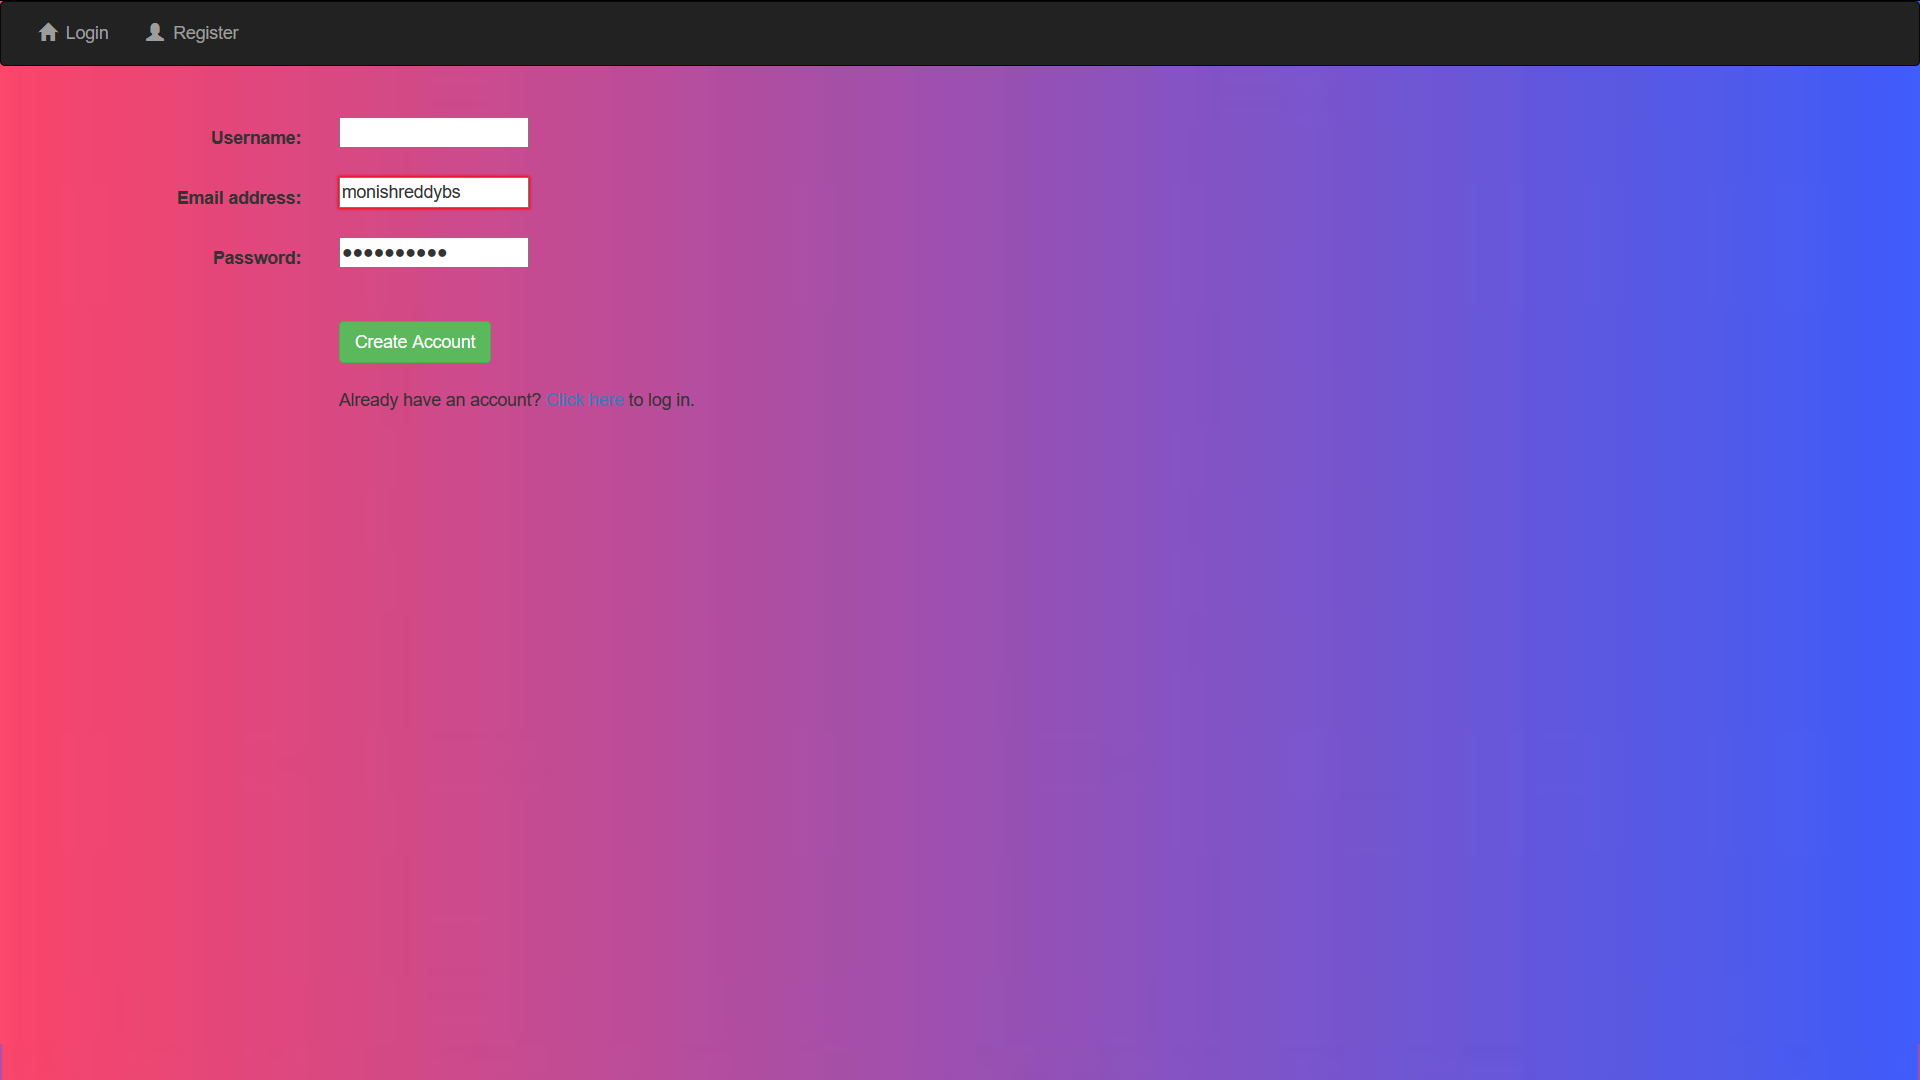 Login Register
Username:
Email address: monishreddybs
Password: ●●●●●●●●●●
Create Account
Already have an account? Click here to log in.